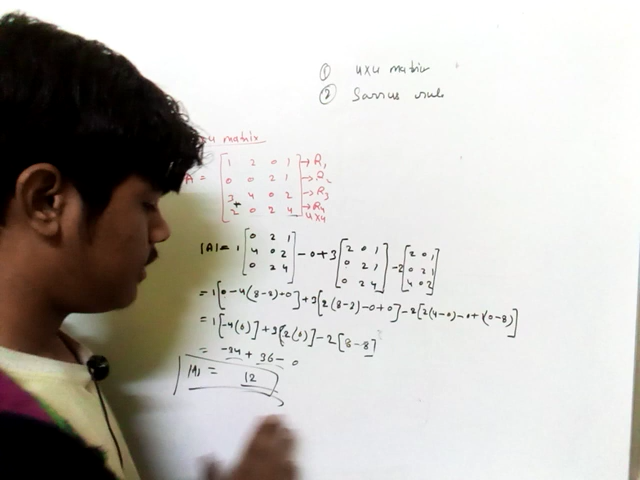 ① 4x4 matrix
② Sarrus rule
matrix
A = [ 1 2 0 1 ] → R₁
0 0 2 1 → R₂
3 4 0 2 → R₃
2 0 2 4 → R₄
4x4
|A| = 1 [ 0 2 1 4 0 2 0 2 4 ] - 0 + 3 [ 2 0 1 0 2 1 0 2 4 ] - 2 [ 2 0 1 0 2 1 4 0 2 ]
= 1[0-4(8-2)+0]+3[2(8-2)-0+0]-2[2(4-0)-0+1(0-8)]
= 1[-4(6)]+3[2(6)]-2[8-8]
= -24 + 36 - 0
|A| = 12